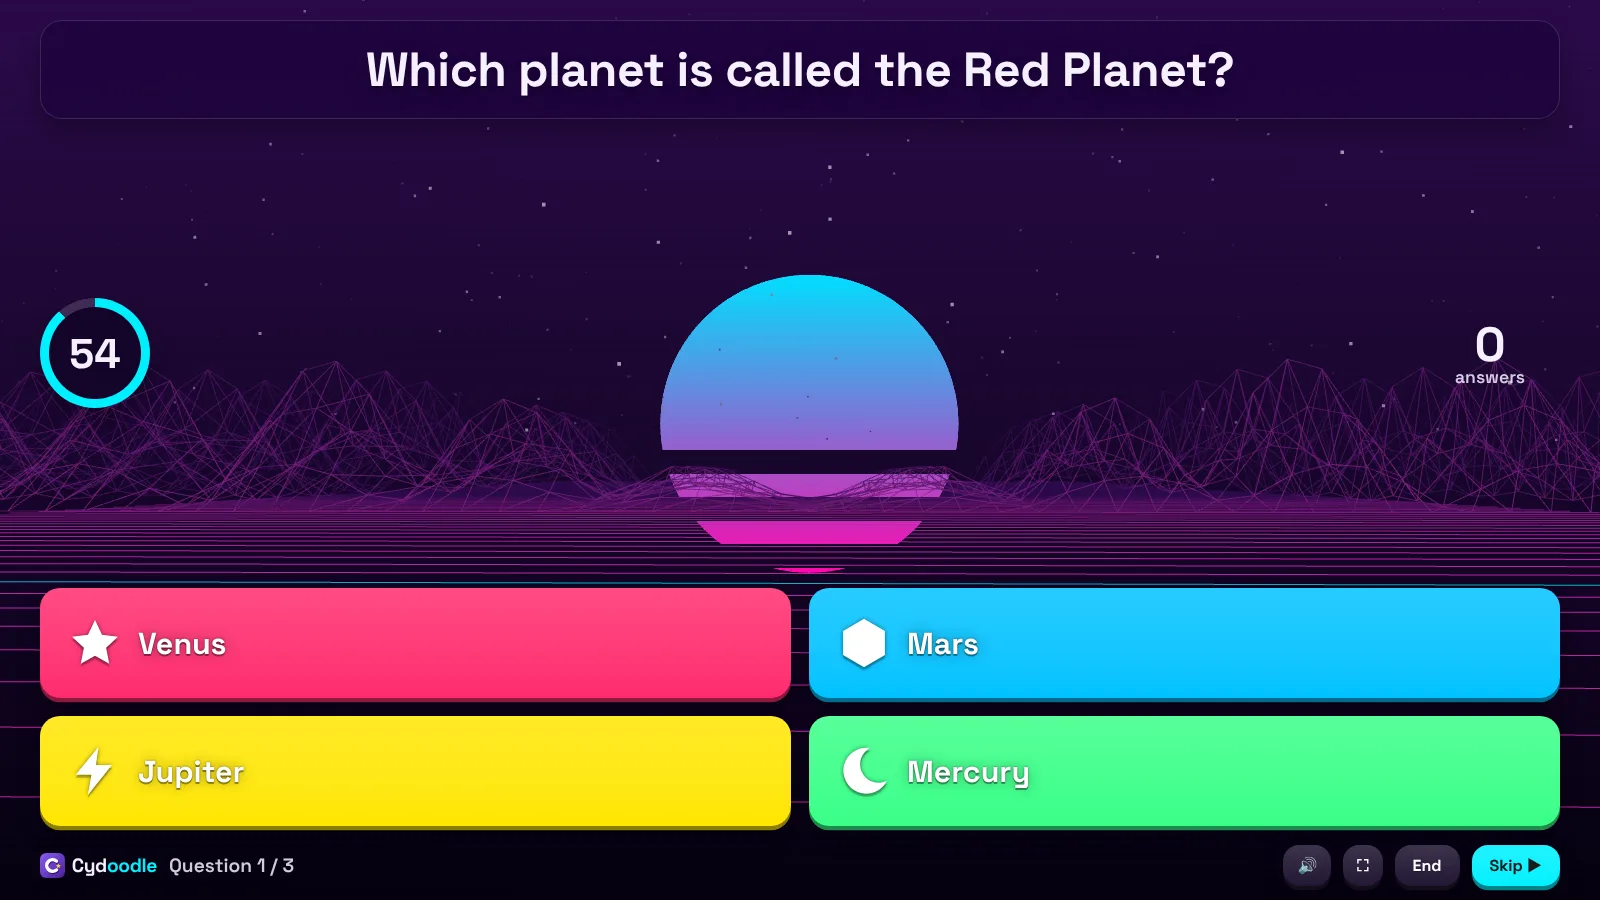 Which planet is called the Red Planet?
54
0
answers
Venus
Mars
Jupiter
Mercury
Cydoodle Question 1 / 3
End
Skip ▶